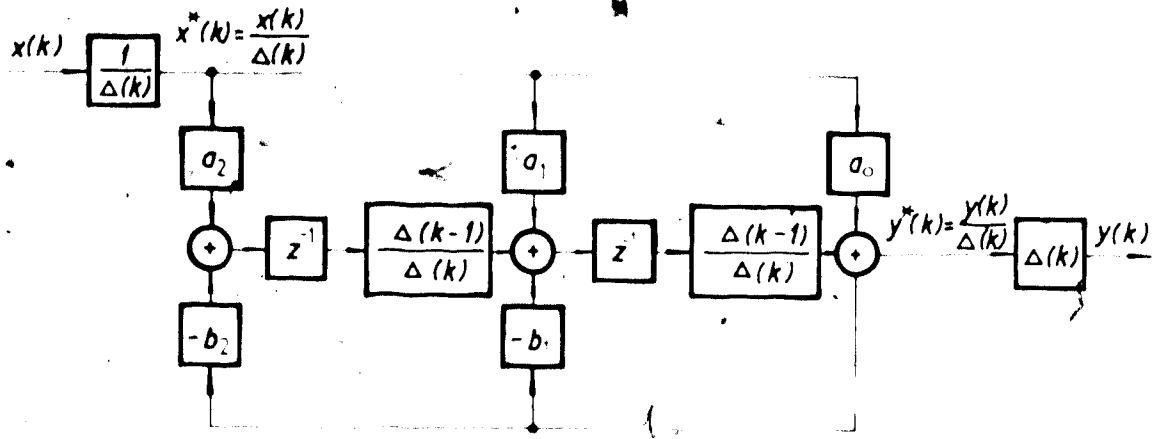 x(k)
1/Δ(k)
x*(k) = x(k)/Δ(k)
a₂
a₁
a₀
+
z⁻¹
Δ(k-1)/Δ(k)
+
z⁻¹
Δ(k-1)/Δ(k)
+
y*(k) = y(k)/Δ(k)
Δ(k)
y(k)
-b₂
-b₁